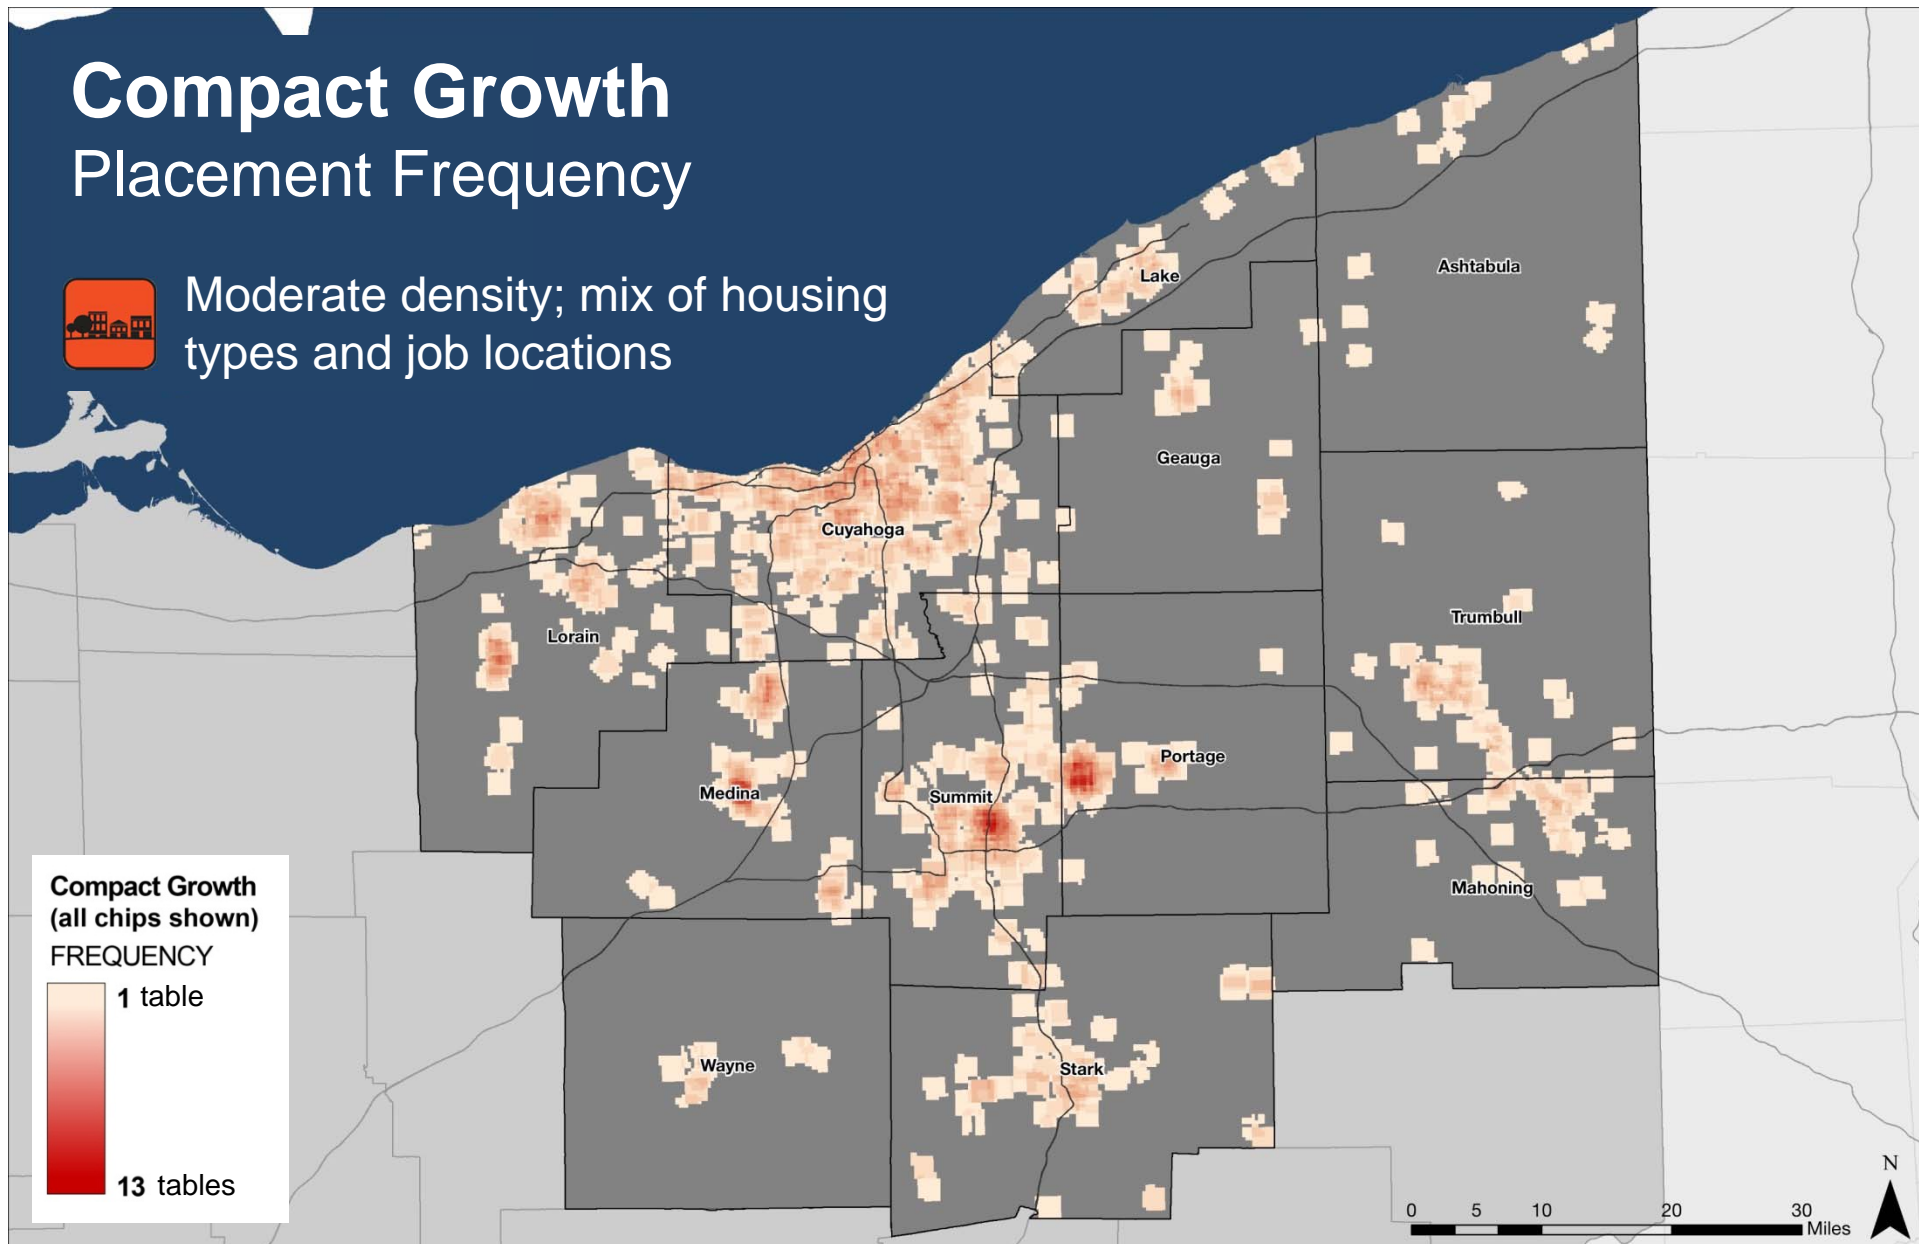 Compact Growth
Placement Frequency
Moderate density; mix of housing
types and job locations
Lake
Ashtabula
Geauga
Cuyahoga
Trumbull
Lorain
Portage
Medina
Summit
Mahoning
Wayne
Stark
Compact Growth
(all chips shown)
FREQUENCY
1 table
13 tables
N
0 5 10 20 30
Miles